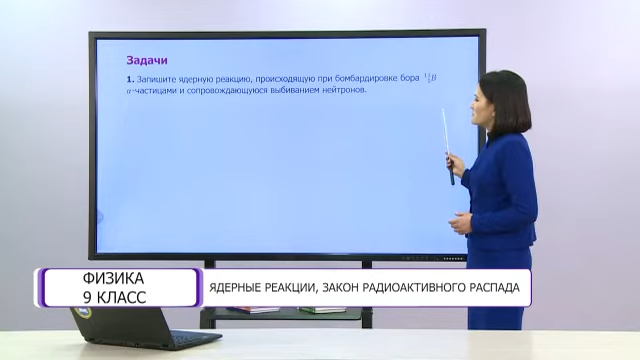 Задачи
1. Запишите ядерную реакцию, происходящую при бомбардировке бора ¹¹₅B
α-частицами и сопровождающуюся выбиванием нейтронов.
ФИЗИКА
9 КЛАСС
ЯДЕРНЫЕ РЕАКЦИИ, ЗАКОН РАДИОАКТИВНОГО РАСПАДА